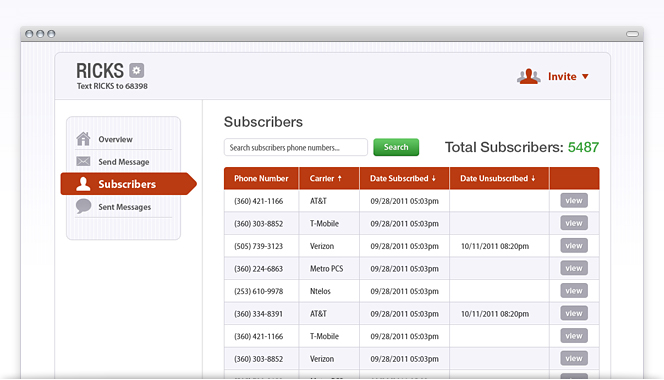 RICKS
Text RICKS to 68398
Invite
Overview
Send Message
Subscribers
Sent Messages
Subscribers
Search subscribers phone numbers...
Search
Total Subscribers: 5487
Phone Number Carrier ↑ Date Subscribed ↓ Date Unsubscribed ↓
(360) 421-1166 AT&T 09/28/2011 05:03pm view
(360) 303-8852 T-Mobile 09/28/2011 05:03pm view
(505) 739-3123 Verizon 09/28/2011 05:03pm 10/11/2011 08:20pm view
(360) 224-6863 Metro PCS 09/28/2011 05:03pm view
(253) 610-9978 Ntelos 09/28/2011 05:03pm view
(360) 334-8391 AT&T 09/28/2011 05:03pm 10/11/2011 08:20pm view
(360) 421-1166 T-Mobile 09/28/2011 05:03pm view
(360) 303-8852 Verizon 09/28/2011 05:03pm view